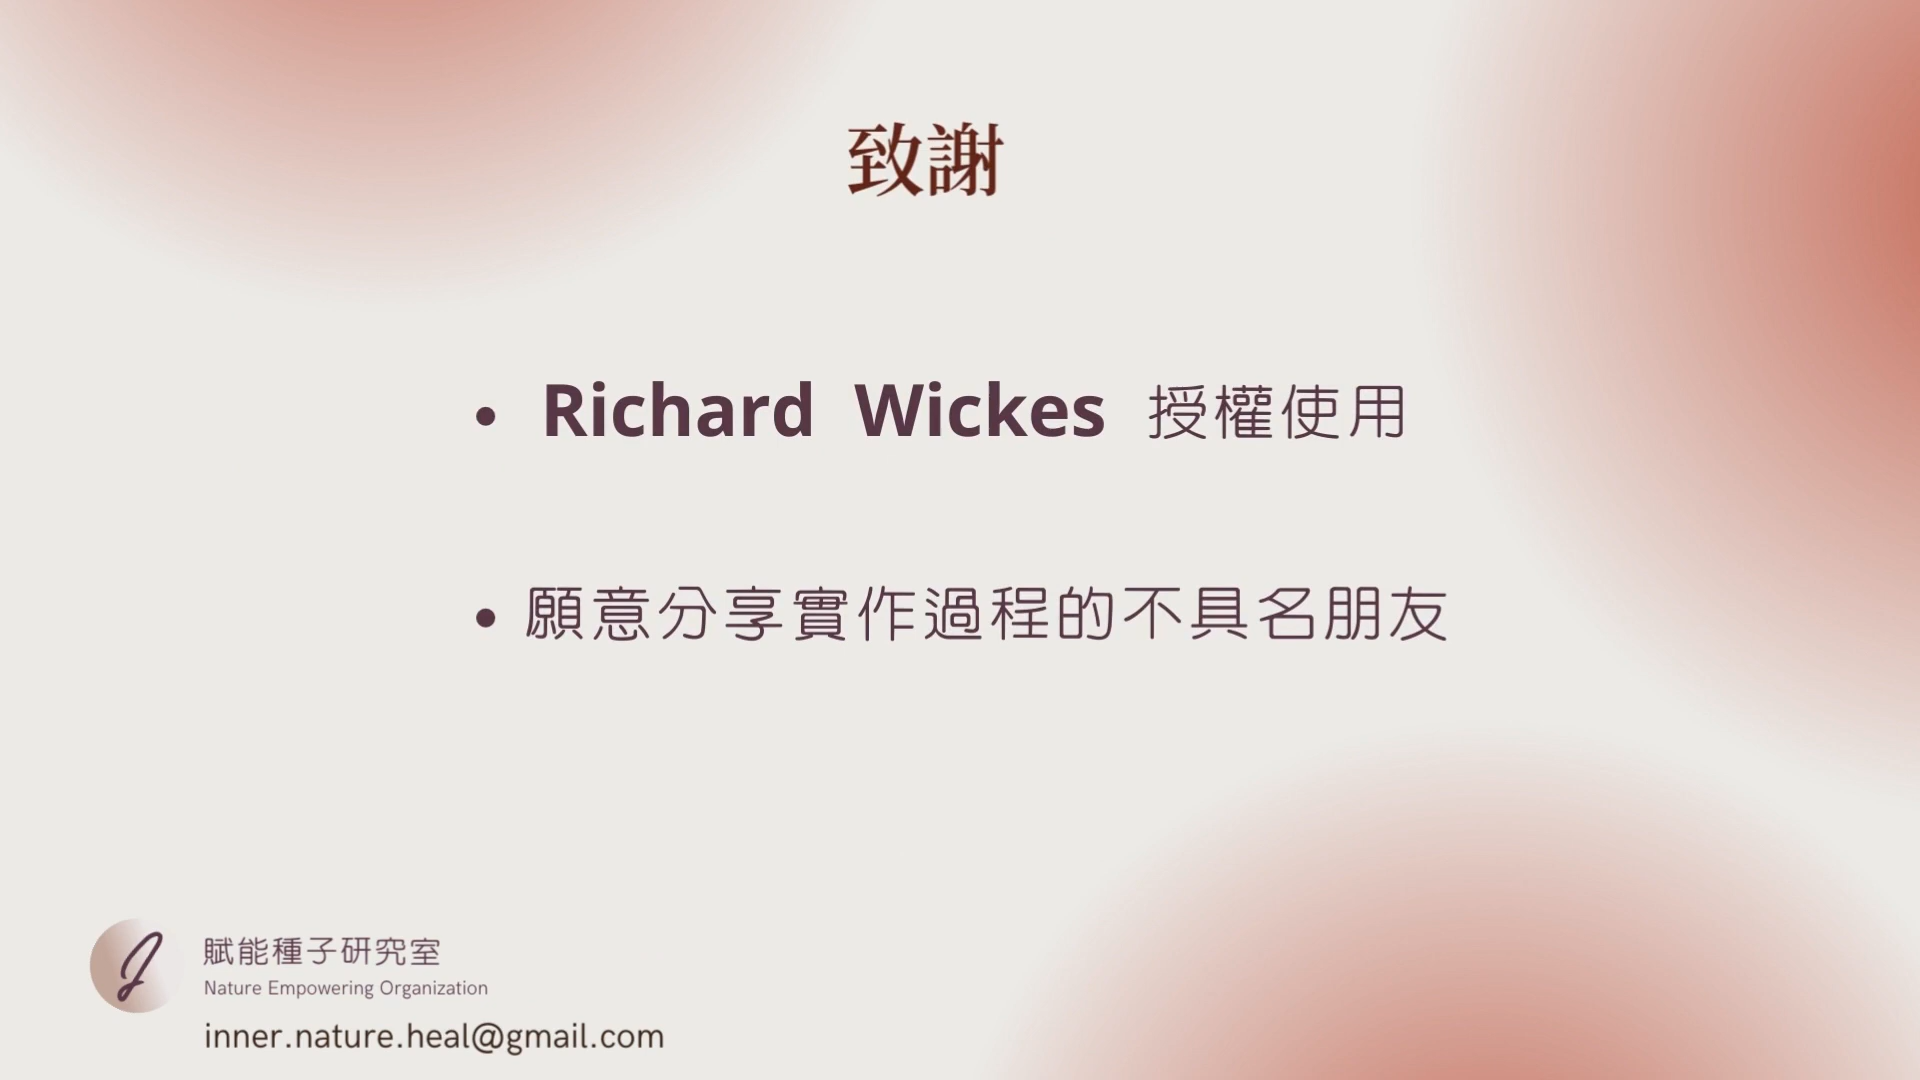 致謝
• Richard Wickes 授權使用
• 願意分享實作過程的不具名朋友
賦能種子研究室
Nature Empowering Organization
inner.nature.heal@gmail.com